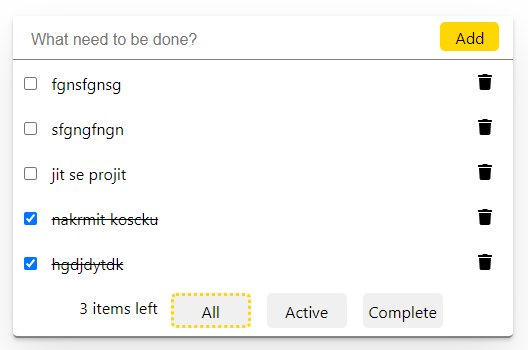 What need to be done? Add
fgnsfgnsg
sfgngfngn
jit se projit
nakrmit koscku
hgdjdytdk
3 items left All Active Complete